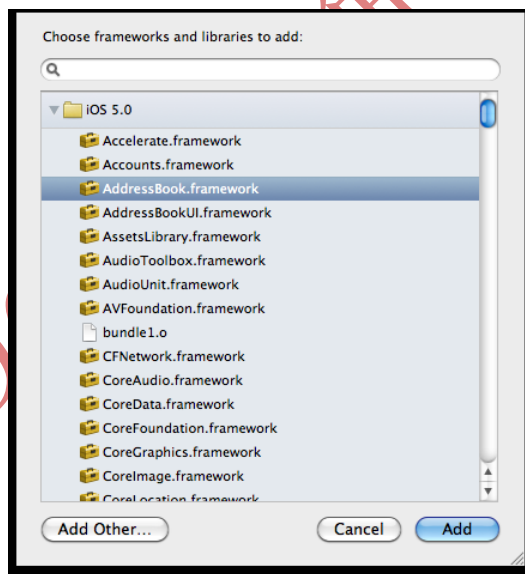 Choose frameworks and libraries to add:
iOS 5.0
Accelerate.framework
Accounts.framework
AddressBook.framework
AddressBookUI.framework
AssetsLibrary.framework
AudioToolbox.framework
AudioUnit.framework
AVFoundation.framework
bundle1.o
CFNetwork.framework
CoreAudio.framework
CoreData.framework
CoreFoundation.framework
CoreGraphics.framework
CoreImage.framework
CoreLocation.framework
Add Other...
Cancel
Add